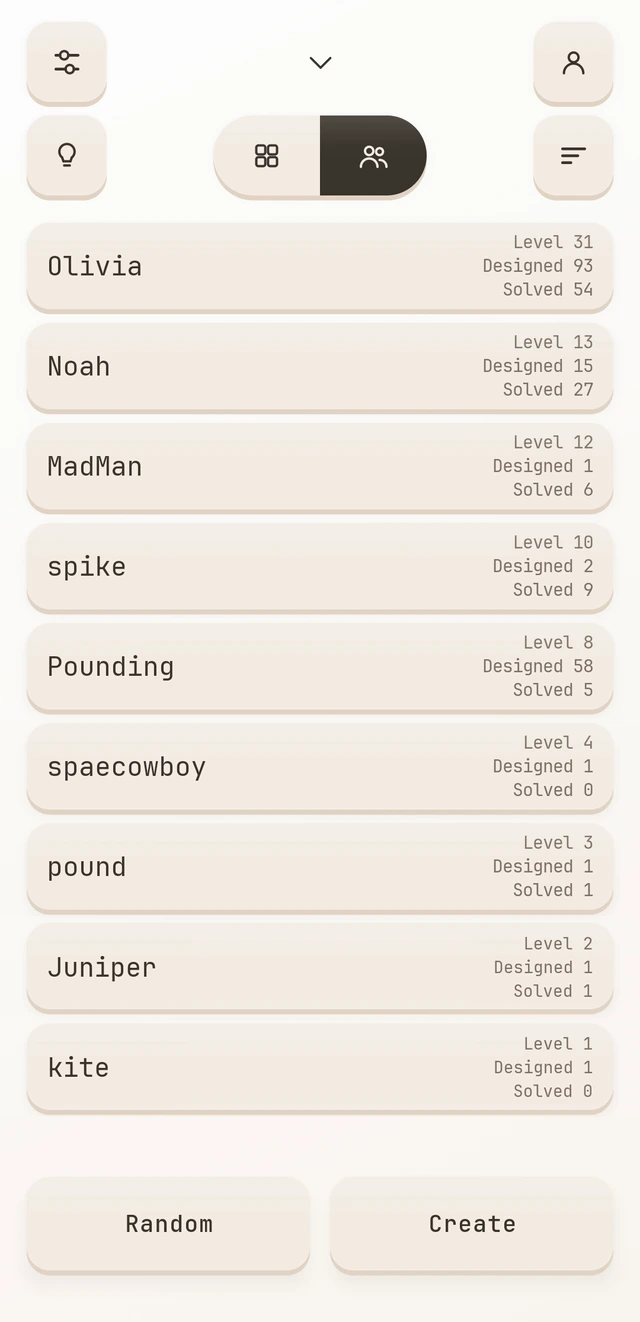 Olivia
Level 31
Designed 93
Solved 54
Noah
Level 13
Designed 15
Solved 27
MadMan
Level 12
Designed 1
Solved 6
spike
Level 10
Designed 2
Solved 9
Pounding
Level 8
Designed 58
Solved 5
spaecowboy
Level 4
Designed 1
Solved 0
pound
Level 3
Designed 1
Solved 1
Juniper
Level 2
Designed 1
Solved 1
kite
Level 1
Designed 1
Solved 0
Random
Create